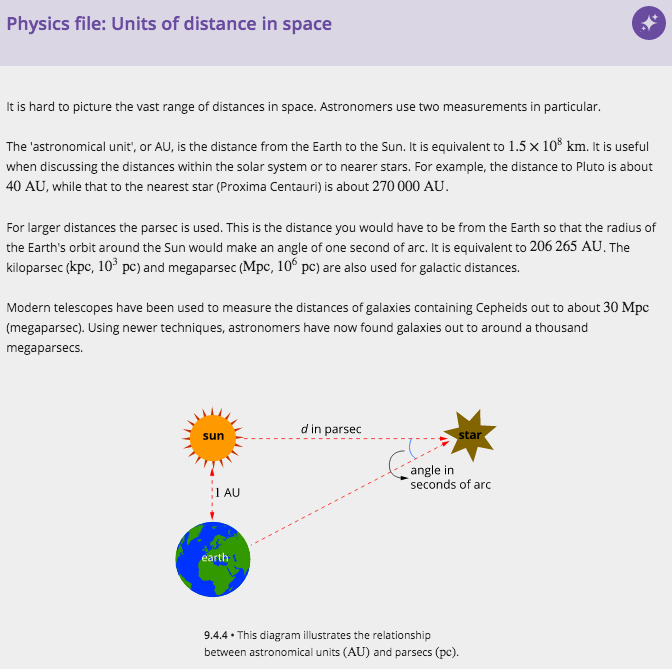 Physics file: Units of distance in space
It is hard to picture the vast range of distances in space. Astronomers use two measurements in particular.
The 'astronomical unit', or AU, is the distance from the Earth to the Sun. It is equivalent to 1.5 × 10⁸ km. It is useful
when discussing the distances within the solar system or to nearer stars. For example, the distance to Pluto is about
40 AU, while that to the nearest star (Proxima Centauri) is about 270 000 AU.
For larger distances the parsec is used. This is the distance you would have to be from the Earth so that the radius of
the Earth's orbit around the Sun would make an angle of one second of arc. It is equivalent to 206 265 AU. The
kiloparsec (kpc, 10³ pc) and megaparsec (Mpc, 10⁶ pc) are also used for galactic distances.
Modern telescopes have been used to measure the distances of galaxies containing Cepheids out to about 30 Mpc
(megaparsec). Using newer techniques, astronomers have now found galaxies out to around a thousand
megaparsecs.
sun
d in parsec
star
angle in
seconds of arc
1 AU
earth
9.4.4 • This diagram illustrates the relationship
between astronomical units (AU) and parsecs (pc).